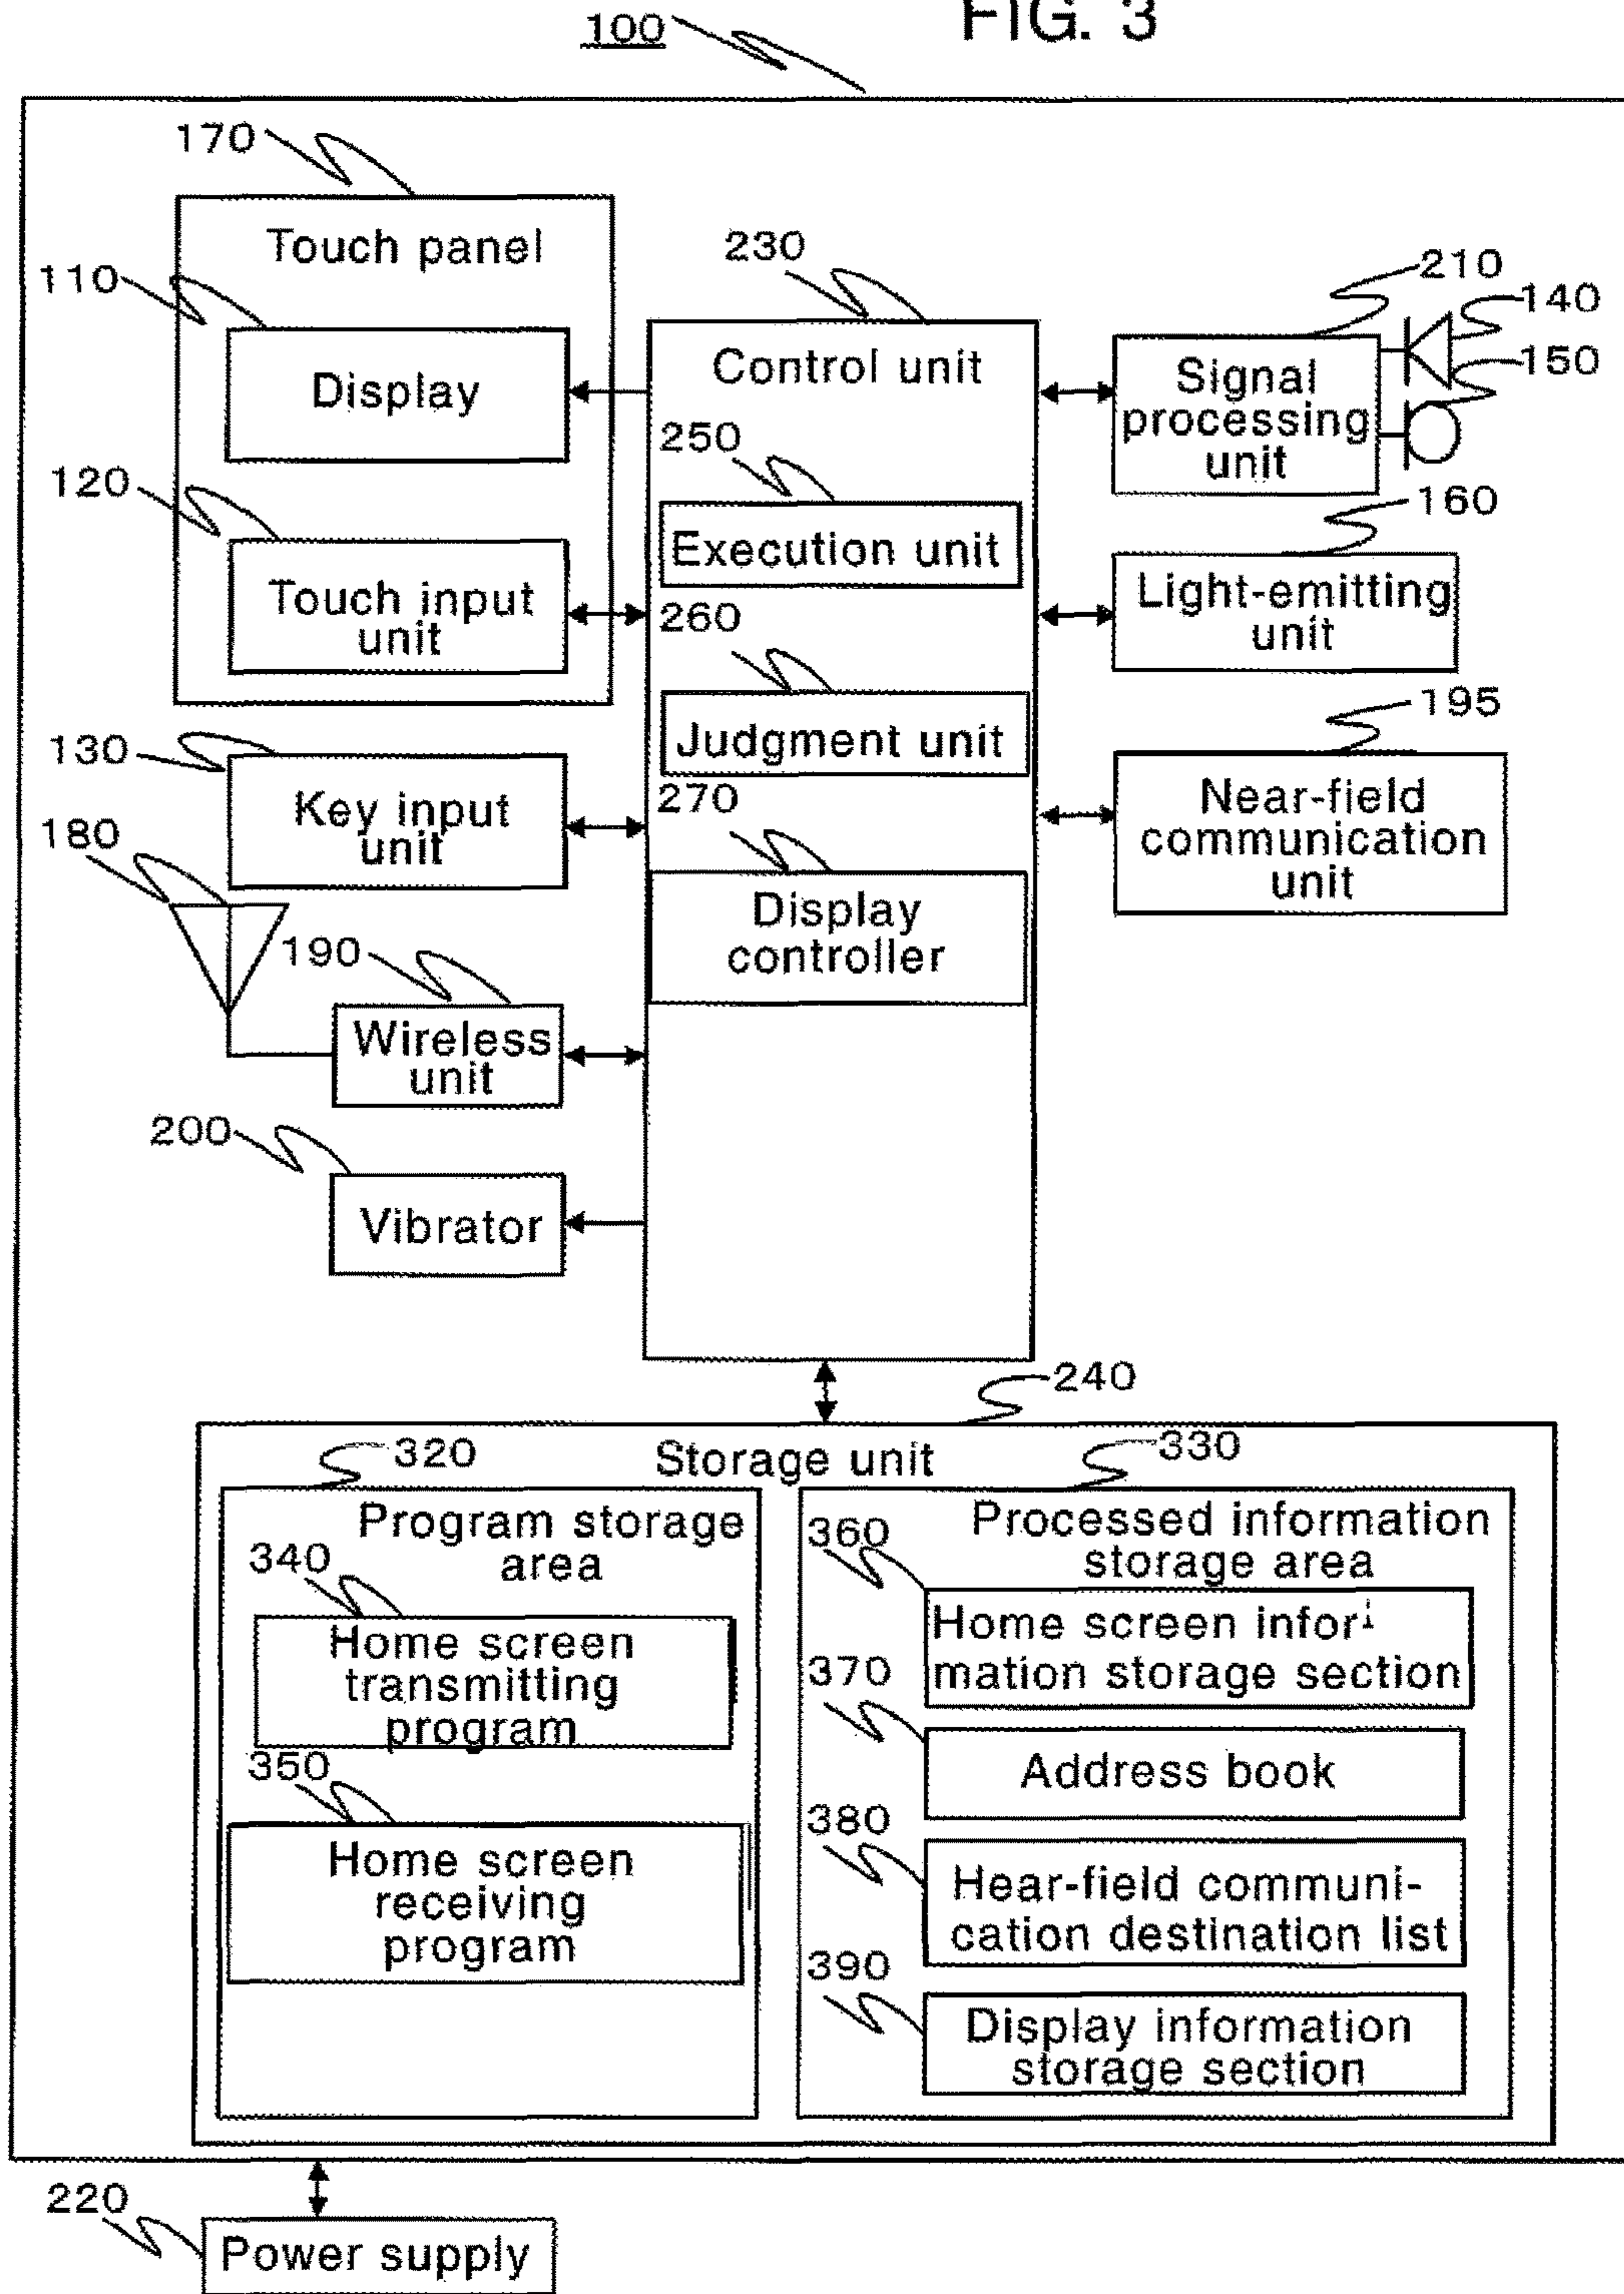 FIG. 3
100
170
Touch panel
110
Display
120
Touch input
unit
130
Key input
unit
180
190
Wireless
unit
200
Vibrator
230
Control unit
250
Execution unit
260
Judgment unit
270
Display
controller
210
140
150
Signal
processing
unit
160
Light-emitting
unit
195
Near-field
communication
unit
240
Storage unit
320
Program storage
area
340
Home screen
transmitting
program
350
Home screen
receiving
program
330
Processed information
storage area
360
Home screen infor-
mation storage section
370
Address book
380
Hear-field communi-
cation destination list
390
Display information
storage section
220
Power supply